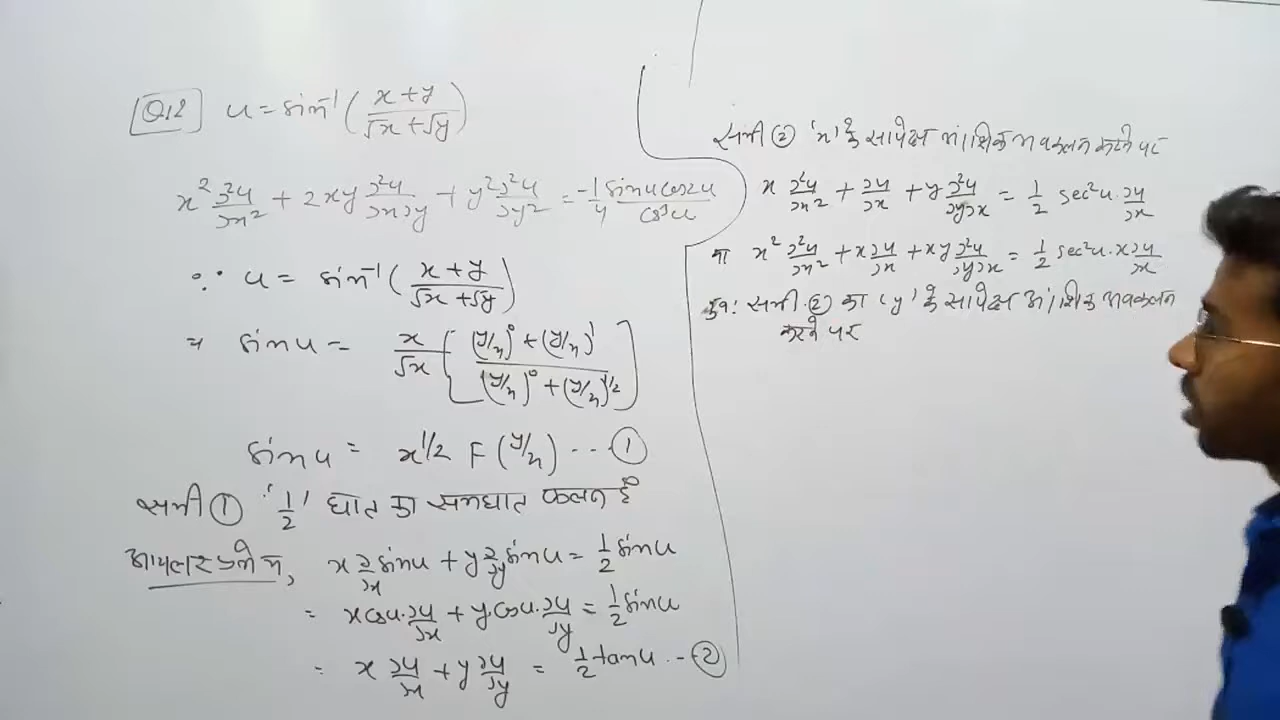 Q12 u = sin⁻¹ ( x+y / √x+√y )
x² ∂²u/∂x² + 2xy ∂²u/∂x∂y + y² ∂²u/∂y² = -1/4 sinu cos2u / cos³u
∵ u = sin⁻¹ ( x+y / √x+√y )
⇒ sinu = x/√x [ (y/x)⁰ + (y/x)¹ / (y/x)⁰ + (y/x)^1/2 ]
sinu = x^1/2 F (y/x) --- ①
समी ① '1/2' घात का समघात फलन है
आयलर प्रमेय से, x ∂/∂x sinu + y ∂/∂y sinu = 1/2 sinu
= x cosu · ∂u/∂x + y · cosu · ∂u/∂y = 1/2 sinu
= x ∂u/∂x + y ∂u/∂y = 1/2 tanu -- ②
समी ② 'x' के सापेक्ष आंशिक अवकलन करने पर
x ∂²u/∂x² + ∂u/∂x + y ∂²u/∂y∂x = 1/2 sec²u · ∂u/∂x
या x² ∂²u/∂x² + x ∂u/∂x + xy ∂²u/∂y∂x = 1/2 sec²u · x ∂u/∂x
पुनः समी ② का 'y' के सापेक्ष आंशिक अवकलन
करने पर